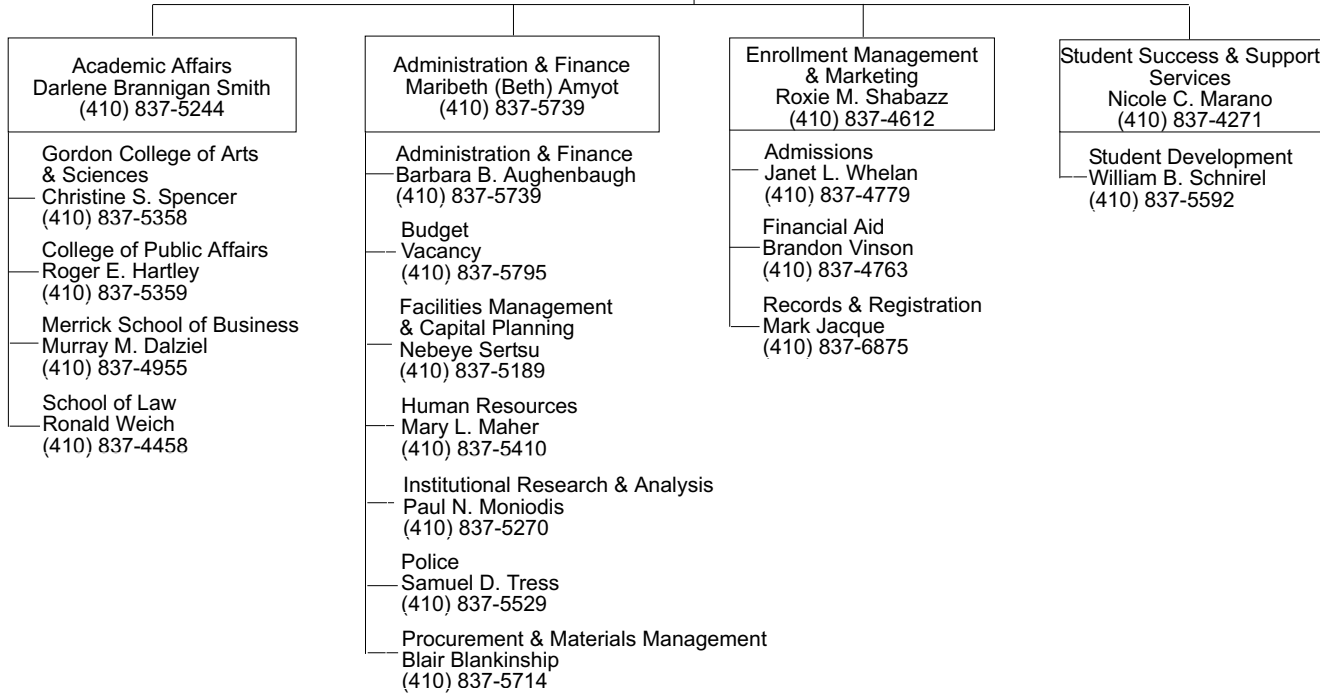 Academic Affairs
Darlene Brannigan Smith
(410) 837-5244
Gordon College of Arts
& Sciences
Christine S. Spencer
(410) 837-5358
College of Public Affairs
Roger E. Hartley
(410) 837-5359
Merrick School of Business
Murray M. Dalziel
(410) 837-4955
School of Law
Ronald Weich
(410) 837-4458
Administration & Finance
Maribeth (Beth) Amyot
(410) 837-5739
Administration & Finance
Barbara B. Aughenbaugh
(410) 837-5739
Budget
Vacancy
(410) 837-5795
Facilities Management
& Capital Planning
Nebeye Sertsu
(410) 837-5189
Human Resources
Mary L. Maher
(410) 837-5410
Institutional Research & Analysis
Paul N. Moniodis
(410) 837-5270
Police
Samuel D. Tress
(410) 837-5529
Procurement & Materials Management
Blair Blankinship
(410) 837-5714
Enrollment Management
& Marketing
Roxie M. Shabazz
(410) 837-4612
Admissions
Janet L. Whelan
(410) 837-4779
Financial Aid
Brandon Vinson
(410) 837-4763
Records & Registration
Mark Jacque
(410) 837-6875
Student Success & Support
Services
Nicole C. Marano
(410) 837-4271
Student Development
William B. Schnirel
(410) 837-5592